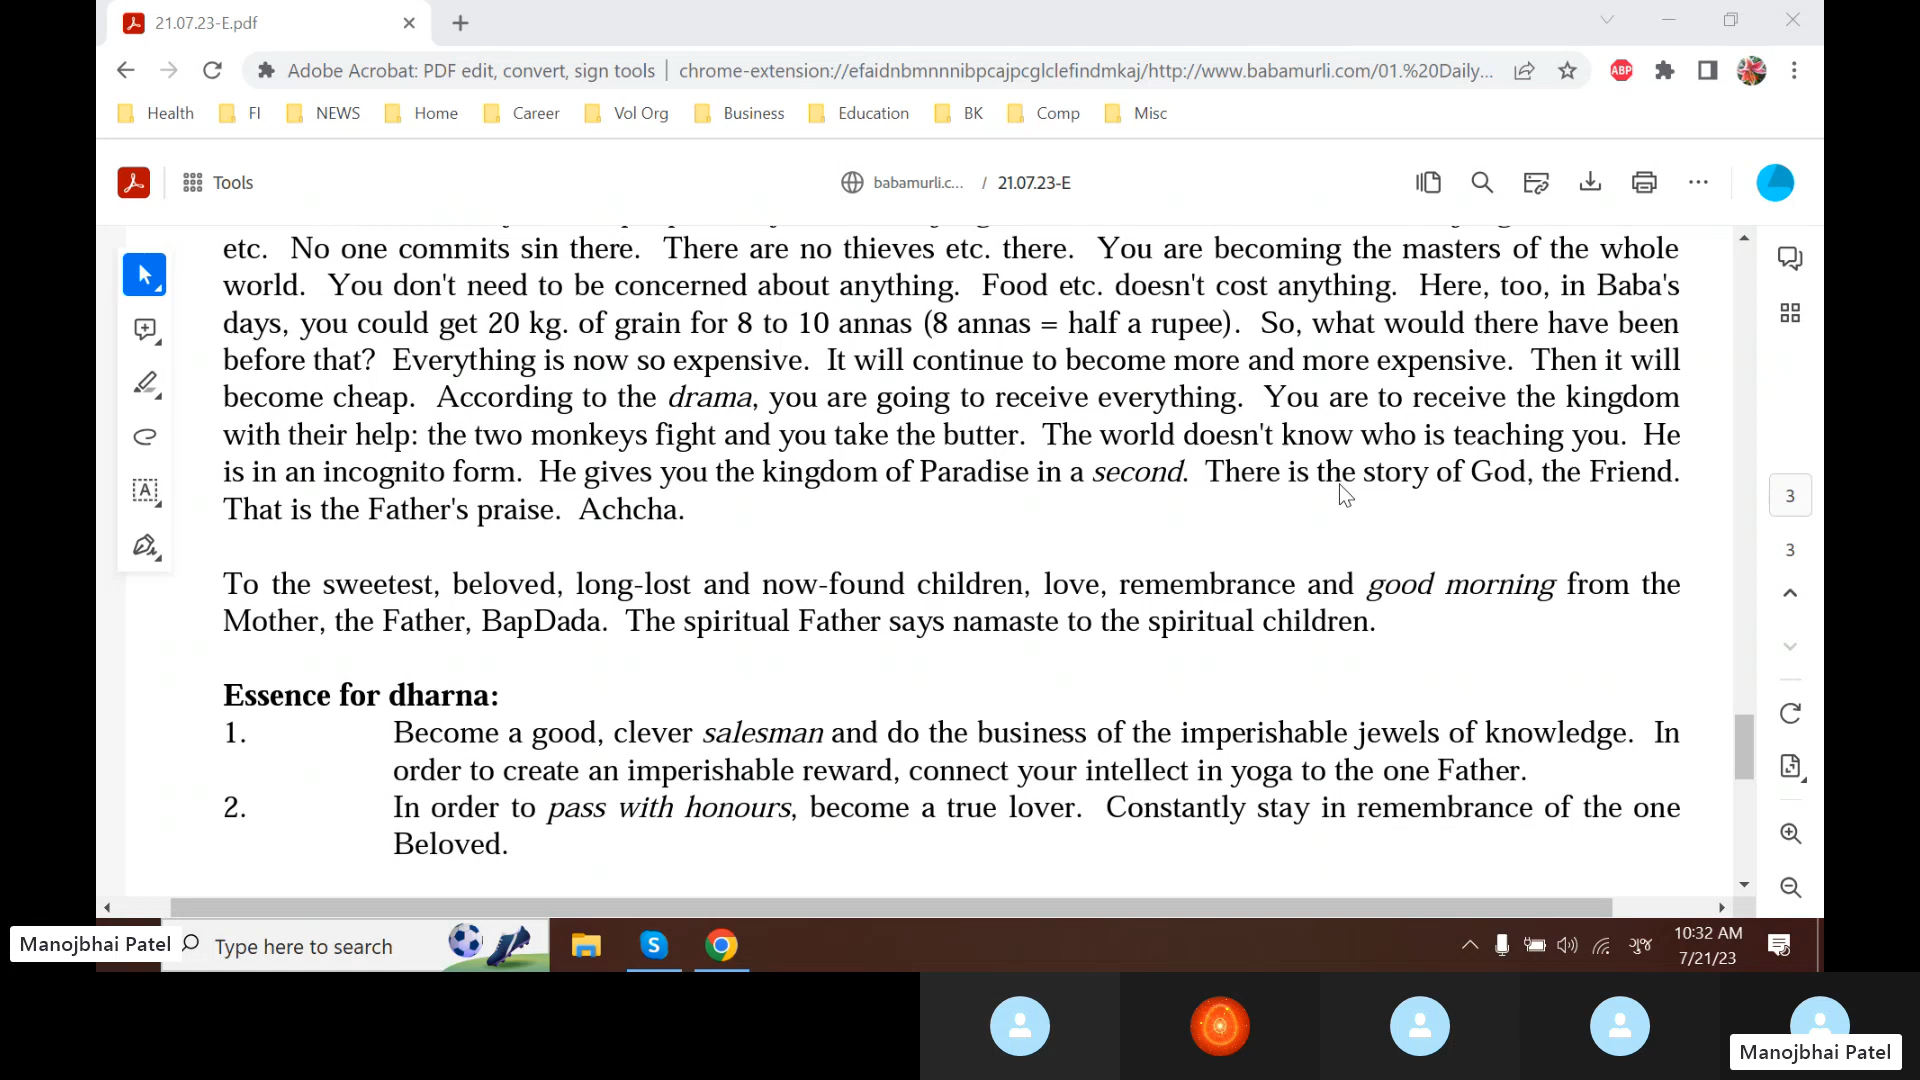 21.07.23-E.pdf
Adobe Acrobat: PDF edit, convert, sign tools | chrome-extension://efaidnbmnnnibpcajpcglclefindmkaj/http://www.babamurli.com/01.%20Daily...
ABP
Health FI NEWS Home Career Vol Org Business Education BK Comp Misc
Tools
babamurli.c... / 21.07.23-E
etc. No one commits sin there. There are no thieves etc. there. You are becoming the masters of the whole
world. You don't need to be concerned about anything. Food etc. doesn't cost anything. Here, too, in Baba's
days, you could get 20 kg. of grain for 8 to 10 annas (8 annas = half a rupee). So, what would there have been
before that? Everything is now so expensive. It will continue to become more and more expensive. Then it will
become cheap. According to the drama, you are going to receive everything. You are to receive the kingdom
with their help: the two monkeys fight and you take the butter. The world doesn't know who is teaching you. He
is in an incognito form. He gives you the kingdom of Paradise in a second. There is the story of God, the Friend.
That is the Father's praise. Achcha.
To the sweetest, beloved, long-lost and now-found children, love, remembrance and good morning from the
Mother, the Father, BapDada. The spiritual Father says namaste to the spiritual children.
Essence for dharna:
1. Become a good, clever salesman and do the business of the imperishable jewels of knowledge. In
order to create an imperishable reward, connect your intellect in yoga to the one Father.
2. In order to pass with honours, become a true lover. Constantly stay in remembrance of the one
Beloved.
3
3
Manojbhai Patel
Type here to search
ગુજ
10:32 AM
7/21/23
Manojbhai Patel